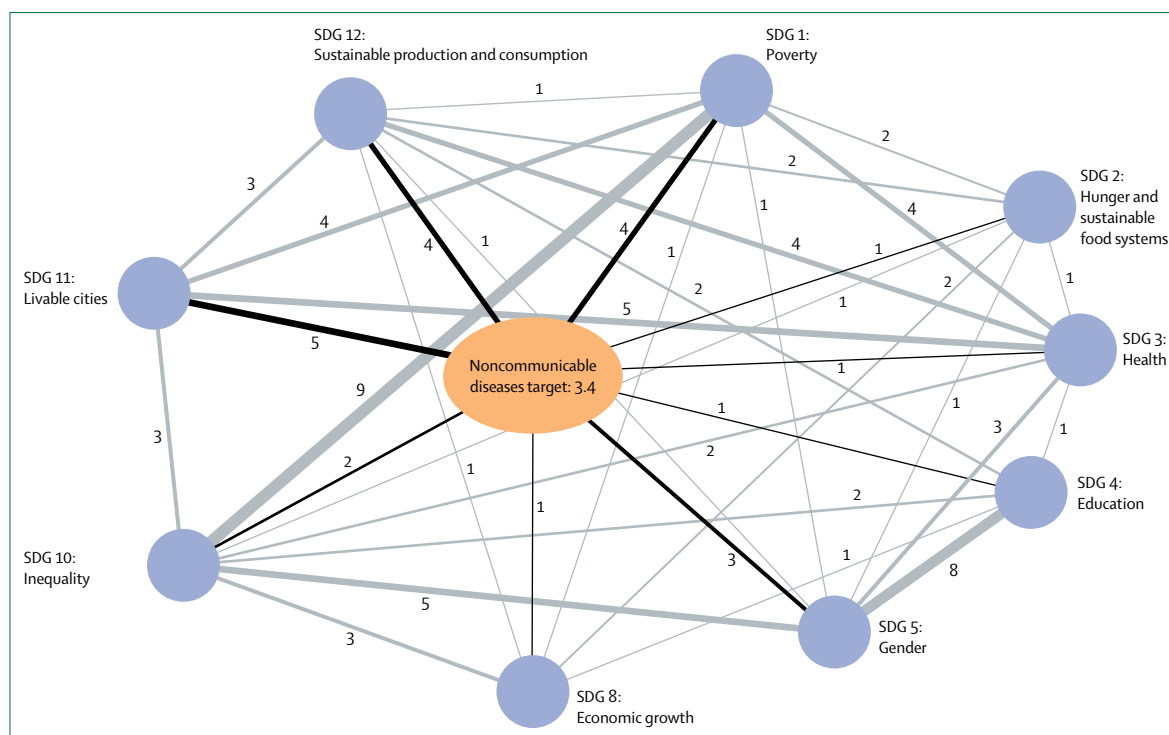 SDG 12:
Sustainable production and consumption
SDG 1:
Poverty
1
2
2
SDG 2:
Hunger and
sustainable
food systems
3
1
4
4
4
4
1
4
1
1
SDG 11:
Livable cities
2
2
1
1
5
5
SDG 3:
Health
Noncommunicable
diseases target: 3.4
1
9
1
1
3
1
3
2
1
2
SDG 4:
Education
2
1
SDG 10:
Inequality
1
3
8
5
3
SDG 5:
Gender
SDG 8:
Economic growth